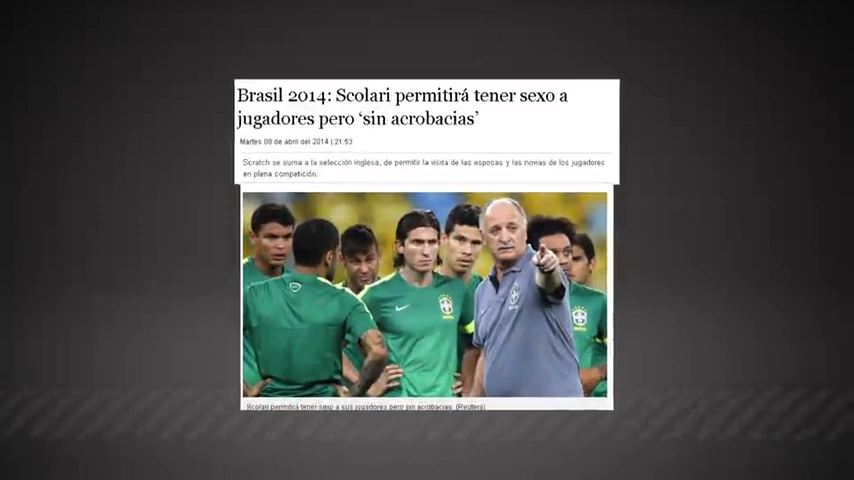 Brasil 2014: Scolari permitirá tener sexo a
jugadores pero ‘sin acrobacias’
Martes 08 de abril del 2014 | 21:53
Scratch se suma a la selección inglesa, de permitir la visita de las esposas y las novias de los jugadores
en plena competición.
Scolari permitirá tener sexo a sus jugadores pero sin acrobacias. (Reuters)